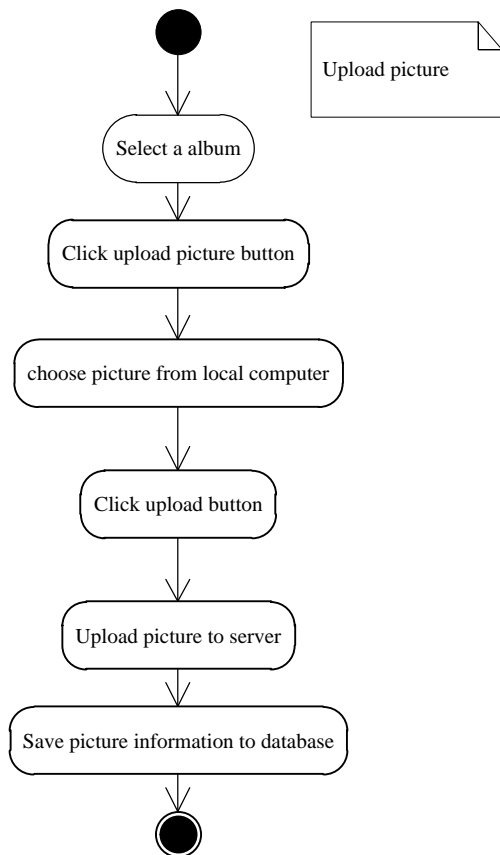 Upload picture
Select a album
Click upload picture button
choose picture from local computer
Click upload button
Upload picture to server
Save picture information to database